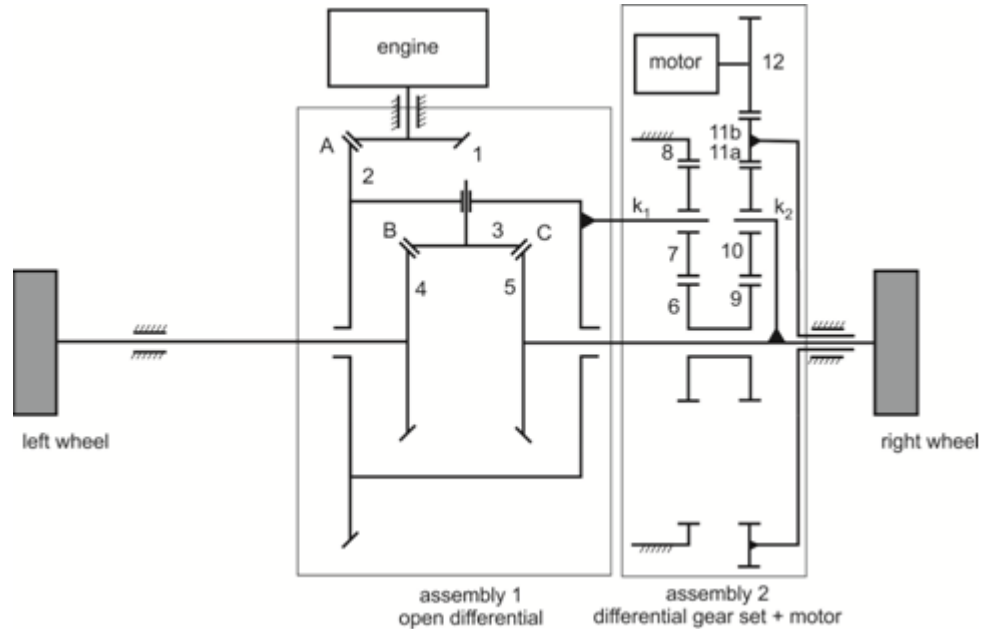 engine
motor
12
A
1
11b
8
11a
2
k1
k2
B
3
C
7
10
4
5
6
9
left wheel
right wheel
assembly 1
open differential
assembly 2
differential gear set + motor